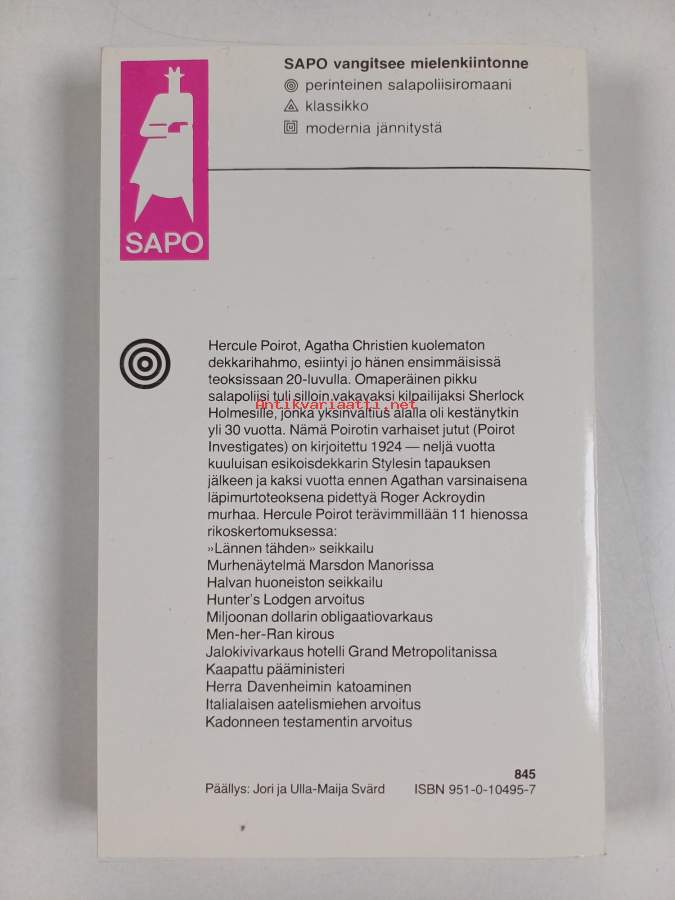 SAPO vangitsee mielenkiintonne
perinteinen salapoliisiromaani
klassikko
modernia jännitystä
SAPO
Hercule Poirot, Agatha Christien kuolematon
dekkarihahmo, esiintyi jo hänen ensimmäisissä
teoksissaan 20-luvulla. Omaperäinen pikku
salapoliisi tuli silloin vakavaksi kilpailijaksi Sherlock
Antikvariaatti.net
Holmesille, jonka yksinvaltius alalla oli kestänytkin
yli 30 vuotta. Nämä Poirotin varhaiset jutut (Poirot
Investigates) on kirjoitettu 1924 — neljä vuotta
kuuluisan esikoisdekkarin Stylesin tapauksen
jälkeen ja kaksi vuotta ennen Agathan varsinaisena
läpimurtoteoksena pidettyä Roger Ackroydin
murhaa. Hercule Poirot terävimmillään 11 hienossa
rikoskertomuksessa:
»Lännen tähden» seikkailu
Murhenäytelmä Marsdon Manorissa
Halvan huoneiston seikkailu
Hunter's Lodgen arvoitus
Miljoonan dollarin obligaatiovarkaus
Men-her-Ran kirous
Jalokivivarkaus hotelli Grand Metropolitanissa
Kaapattu pääministeri
Herra Davenheimin katoaminen
Italialaisen aatelismiehen arvoitus
Kadonneen testamentin arvoitus
845
Päällys: Jori ja Ulla-Maija Svärd ISBN 951-0-10495-7